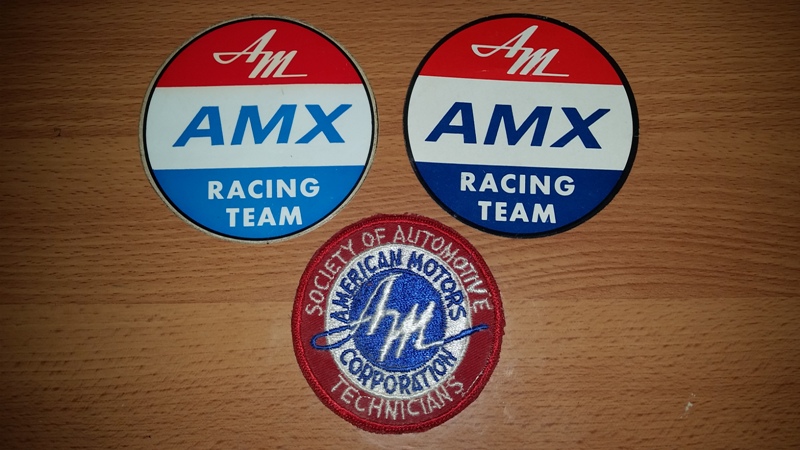 AM
AMX
RACING
TEAM
AM
AMX
RACING
TEAM
SOCIETY OF AUTOMOTIVE
AMERICAN MOTORS
AM
CORPORATION
TECHNICIANS